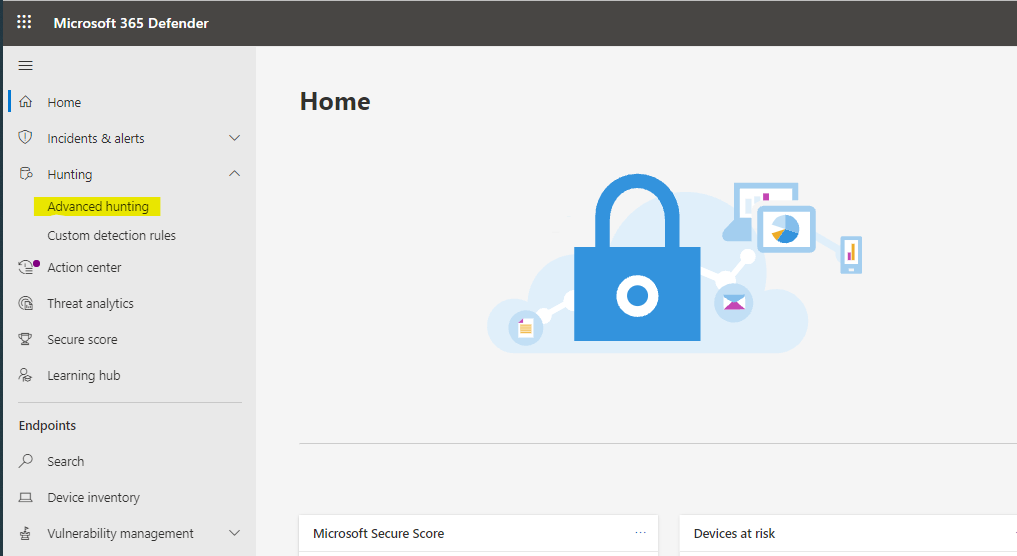 Microsoft 365 Defender
Home
Incidents & alerts
Hunting
Advanced hunting
Custom detection rules
Action center
Threat analytics
Secure score
Learning hub
Endpoints
Search
Device inventory
Vulnerability management
Home
Microsoft Secure Score
Devices at risk